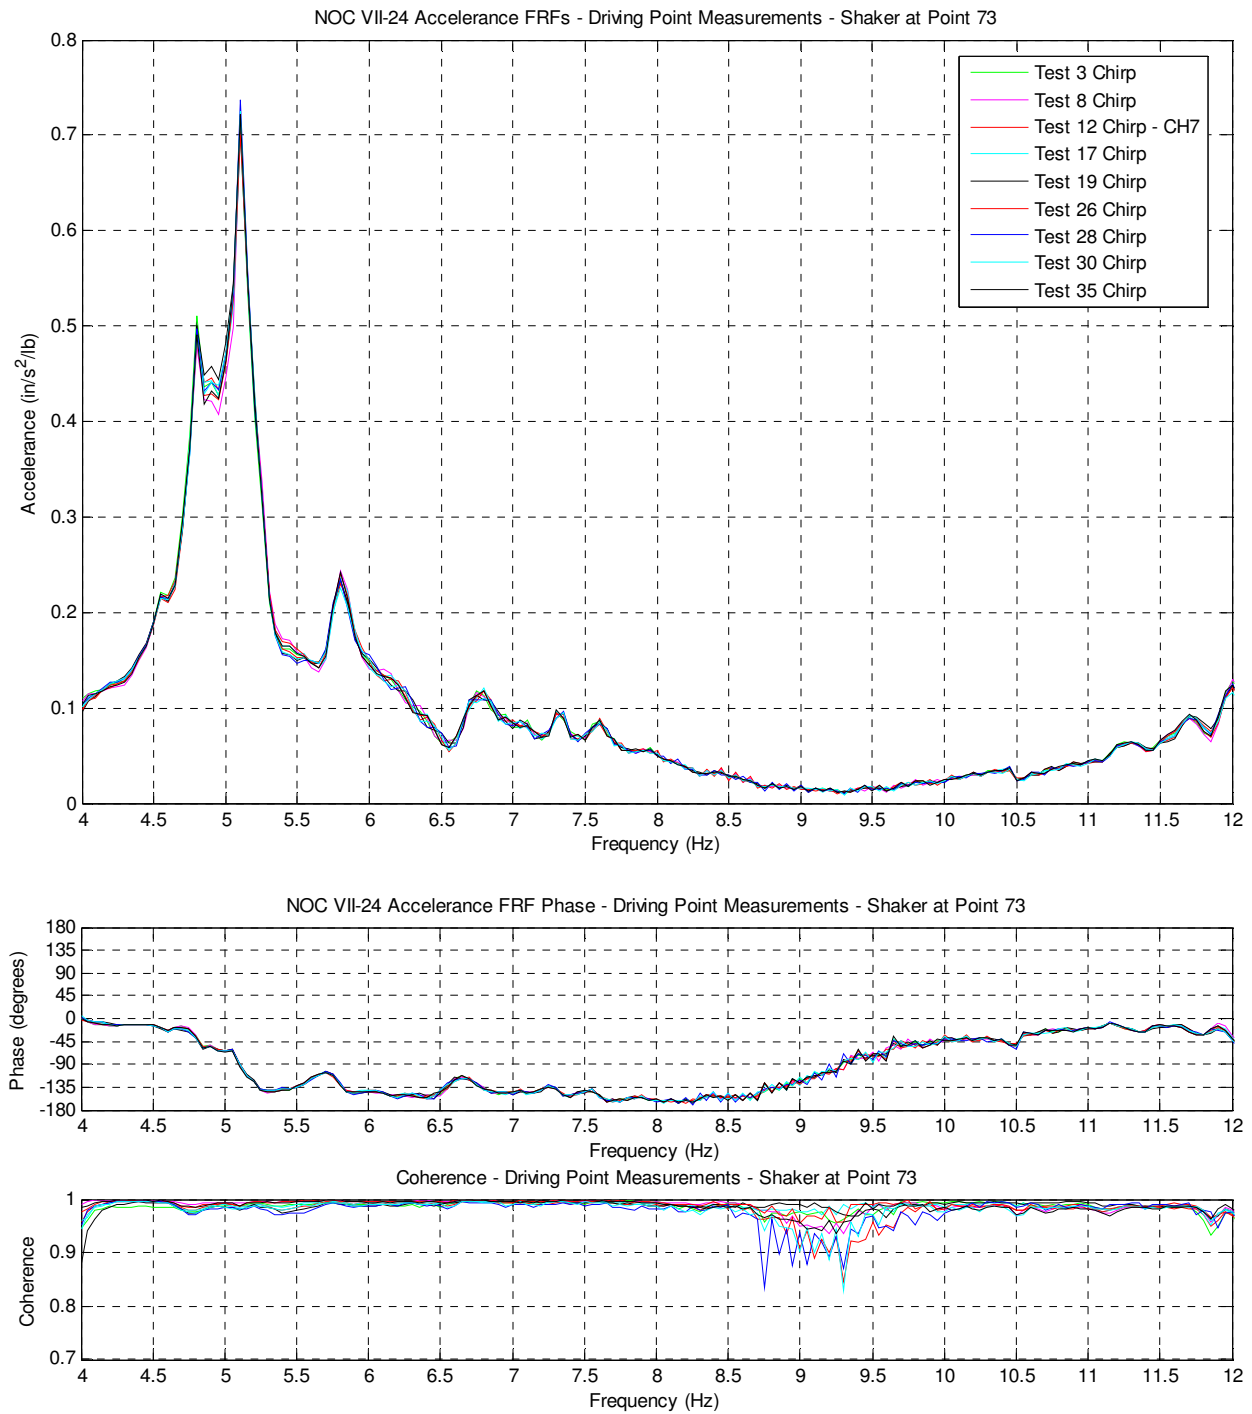 NOC VII-24 Accelerance FRFs - Driving Point Measurements - Shaker at Point 73
0.8
0.7
0.6
0.5
0.4
0.3
0.2
0.1
0
Accelerance (in/s^2/lb)
Test 3 Chirp
Test 8 Chirp
Test 12 Chirp - CH7
Test 17 Chirp
Test 19 Chirp
Test 26 Chirp
Test 28 Chirp
Test 30 Chirp
Test 35 Chirp
4 4.5 5 5.5 6 6.5 7 7.5 8 8.5 9 9.5 10 10.5 11 11.5 12
Frequency (Hz)
NOC VII-24 Accelerance FRF Phase - Driving Point Measurements - Shaker at Point 73
180
135
90
45
0
-45
-90
-135
-180
Phase (degrees)
4 4.5 5 5.5 6 6.5 7 7.5 8 8.5 9 9.5 10 10.5 11 11.5 12
Frequency (Hz)
Coherence - Driving Point Measurements - Shaker at Point 73
1
0.9
0.8
0.7
Coherence
4 4.5 5 5.5 6 6.5 7 7.5 8 8.5 9 9.5 10 10.5 11 11.5 12
Frequency (Hz)